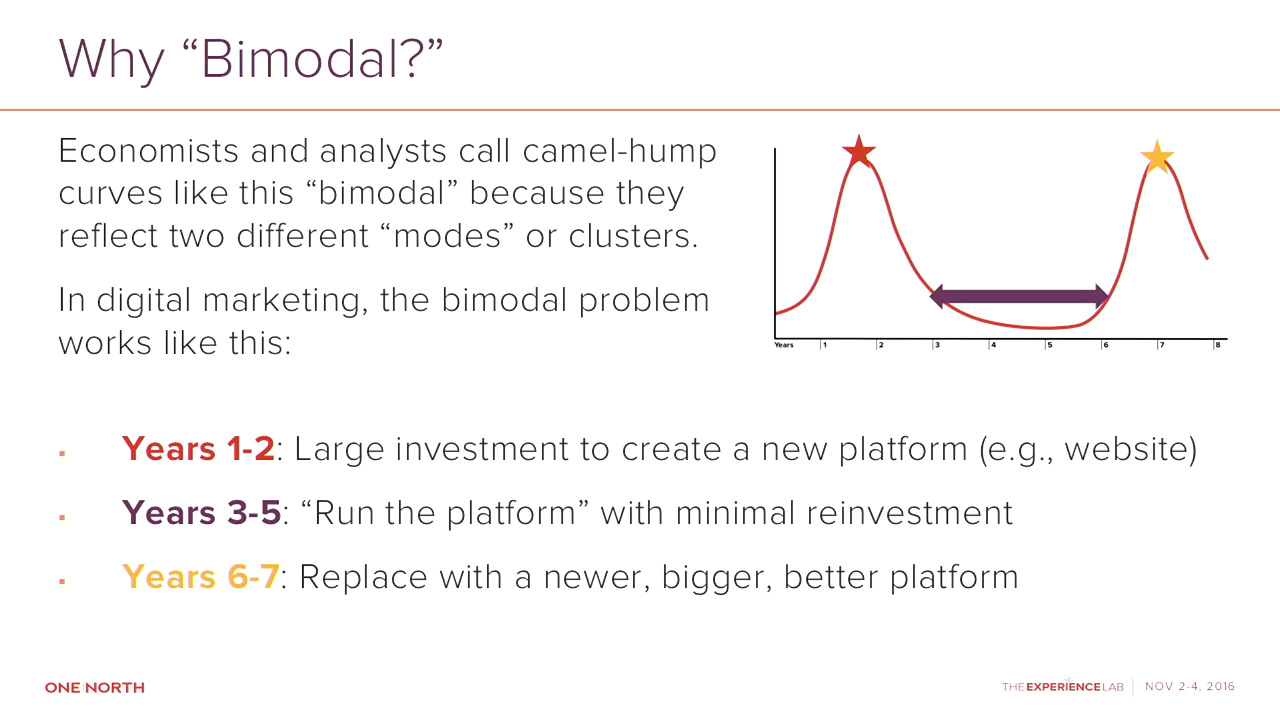 Why “Bimodal?”
Economists and analysts call camel-hump
curves like this “bimodal” because they
reflect two different “modes” or clusters.
In digital marketing, the bimodal problem
works like this:
Years 1 2 3 4 5 6 7 8
▪ Years 1-2: Large investment to create a new platform (e.g., website)
▪ Years 3-5: “Run the platform” with minimal reinvestment
▪ Years 6-7: Replace with a newer, bigger, better platform
ONE NORTH
THE EXPERIENCE LAB | NOV 2-4, 2016